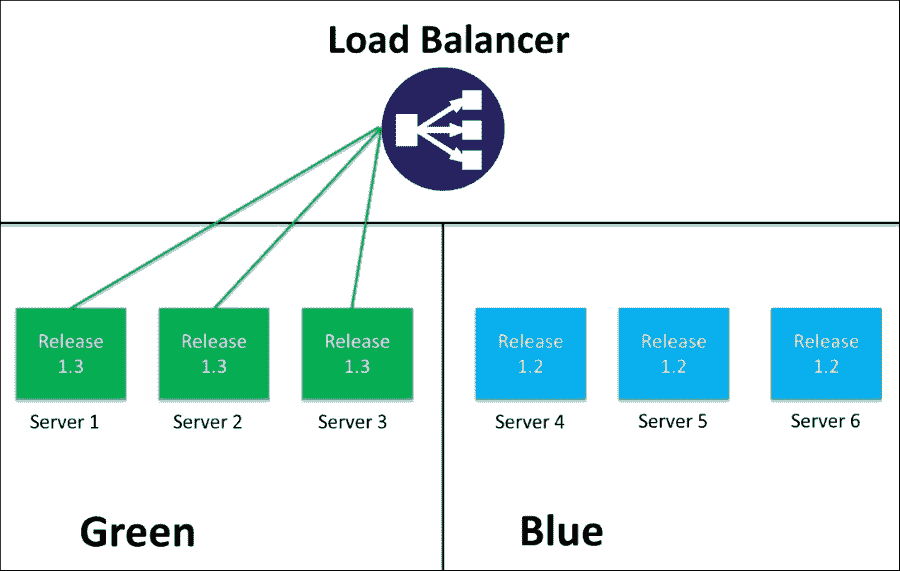 Load Balancer
Release
1.3
Release
1.3
Release
1.3
Release
1.2
Release
1.2
Release
1.2
Server 1
Server 2
Server 3
Server 4
Server 5
Server 6
Green
Blue